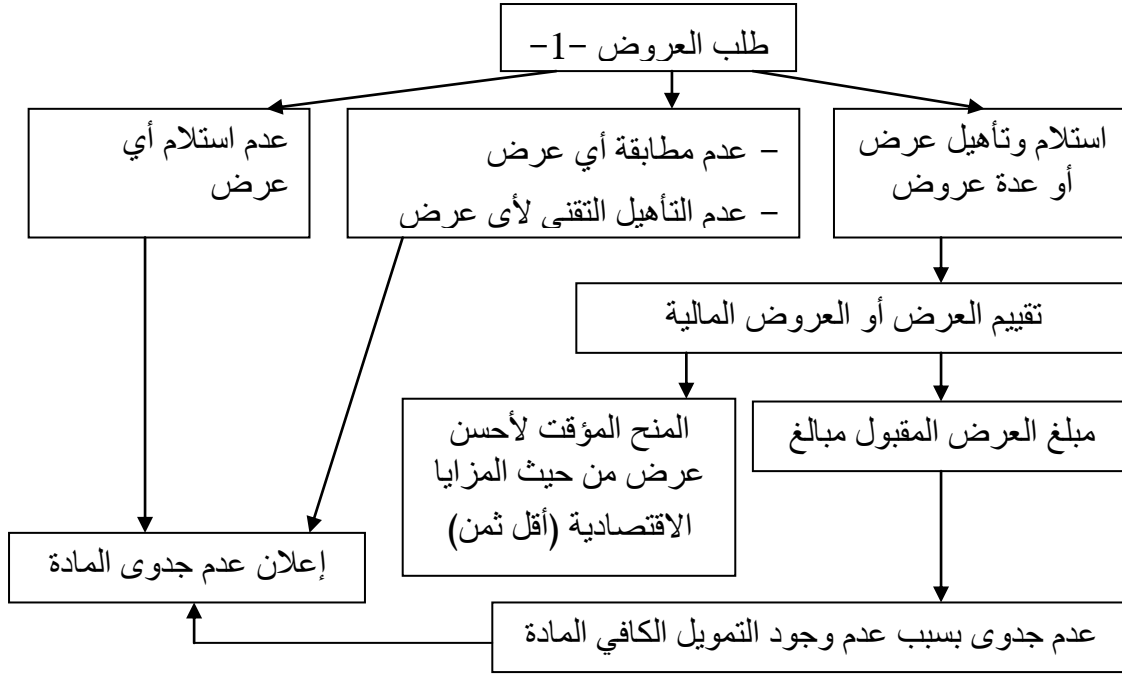 طلب العروض -1-
استلام وتأهيل عرض
أو عدة عروض
- عدم مطابقة أي عرض
- عدم التأهيل التقني لأي عرض
عدم استلام أي
عرض
تقييم العرض أو العروض المالية
مبلغ العرض المقبول مبالغ
المنح المؤقت لأحسن
عرض من حيث المزايا
الاقتصادية (أقل ثمن)
إعلان عدم جدوى المادة
عدم جدوى بسبب عدم وجود التمويل الكافي المادة